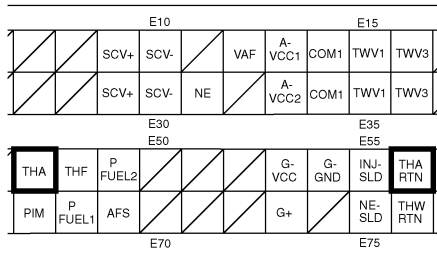 E10 E15
SCV+ SCV- VAF A-VCC1 COM1 TWV1 TWV3
SCV+ SCV- NE A-VCC2 COM1 TWV1 TWV3
E30 E35
E50 E55
THA THF P FUEL2 G-VCC G-GND INJ-SLD THA RTN
PIM P FUEL1 AFS G+ NE-SLD THW RTN
E70 E75